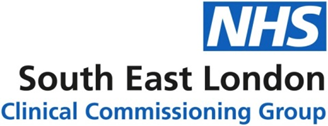 NHS
South East London
Clinical Commissioning Group